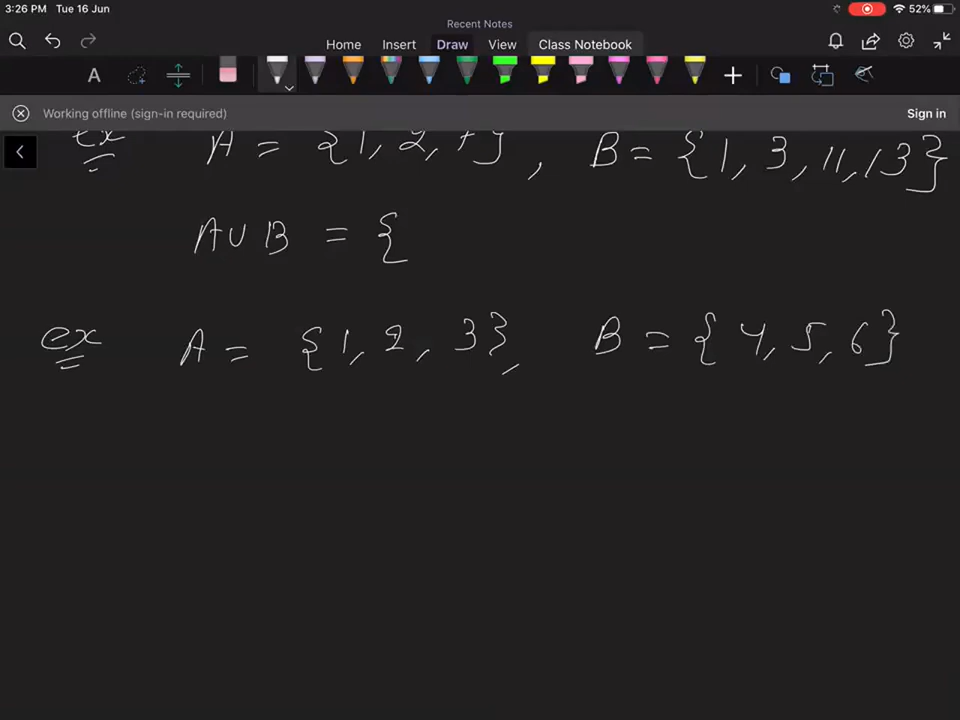 3:26 PM Tue 16 Jun 52%
Recent Notes
Home Insert Draw View Class Notebook
A
Working offline (sign-in required) Sign in
ex A = {1, 2, 7} , B = {1, 3, 11, 13}
A∪B = {
ex A = {1, 2, 3}, B = {4, 5, 6}